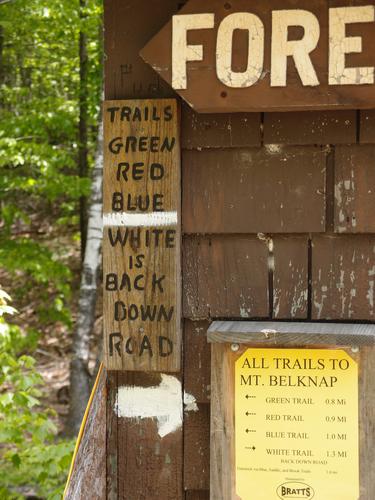 FORE
TRAILS
GREEN
RED
BLUE
WHITE
IS
BACK
DOWN
ROAD
ALL TRAILS TO
MT. BELKNAP
GREEN TRAIL 0.8 Mi
RED TRAIL 0.9 MI
BLUE TRAIL 1.0 MI
WHITE TRAIL 1.3 MI
BACK DOWN ROAD
BRATTS